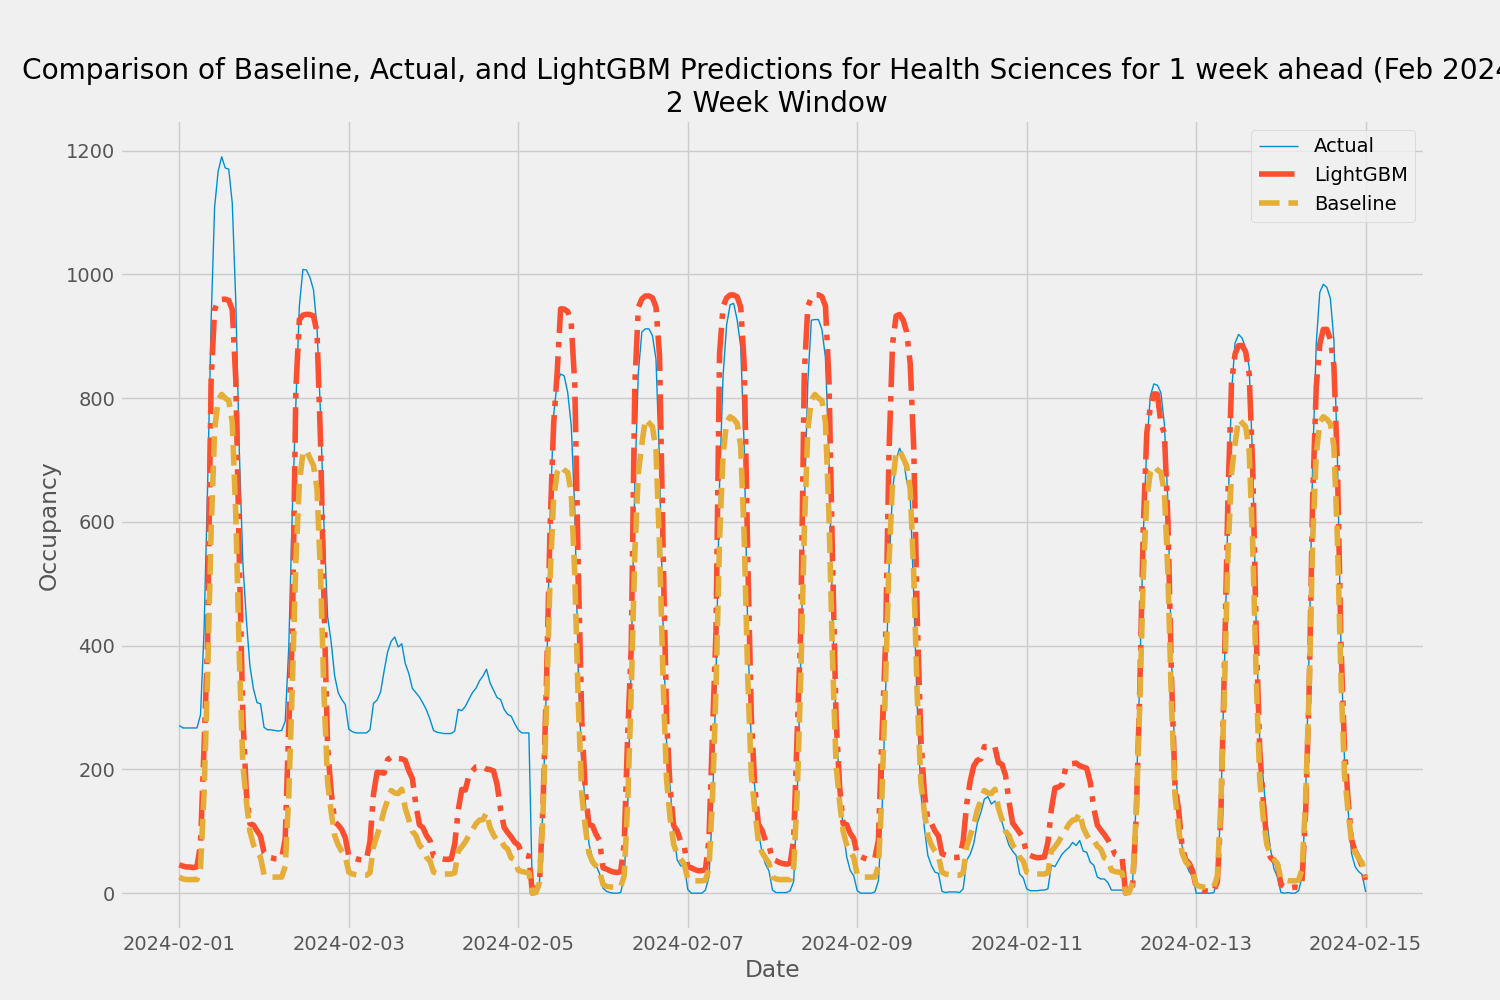 Comparison of Baseline, Actual, and LightGBM Predictions for Health Sciences for 1 week ahead (Feb 2024
2 Week Window
Actual
LightGBM
Baseline
1200
1000
800
600
400
200
0
Occupancy
2024-02-01 2024-02-03 2024-02-05 2024-02-07 2024-02-09 2024-02-11 2024-02-13 2024-02-15
Date